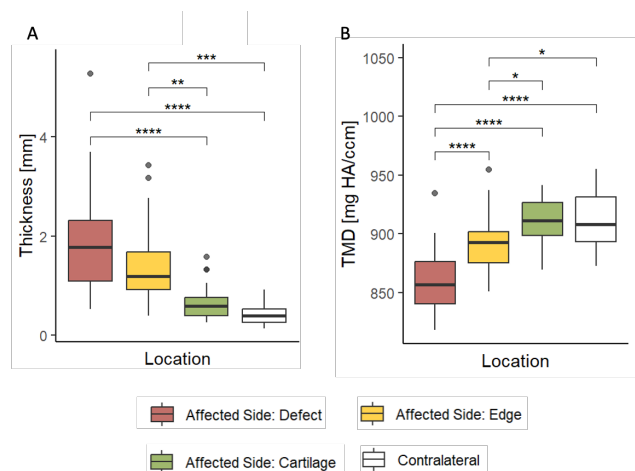 A
B
Thickness [mm]
4
2
0
***
**
****
****
Location
TMD [mg HA/ccm]
1050
1000
950
900
850
*
*
****
****
****
Location
Affected Side: Defect
Affected Side: Edge
Affected Side: Cartilage
Contralateral